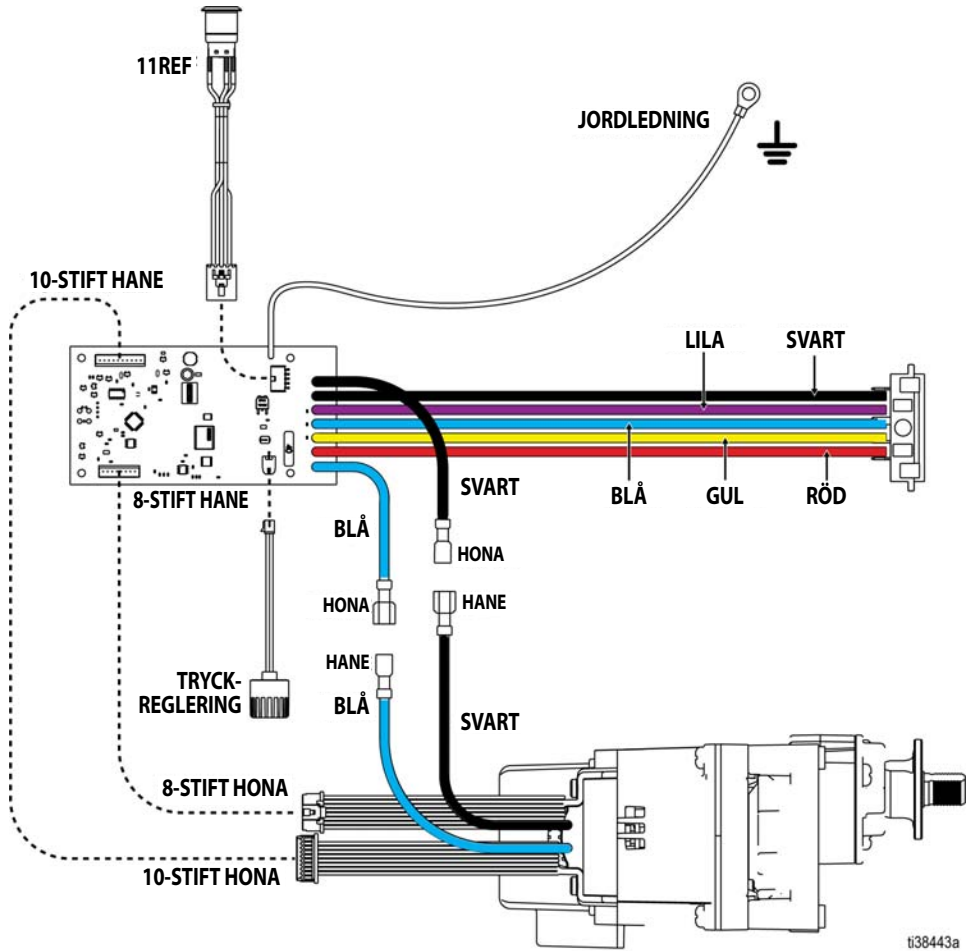 11REF
JORDLEDNING
10-STIFT HANE
LILA
SVART
8-STIFT HANE
SVART
BLÅ
GUL
RÖD
BLÅ
HONA
HONA
HANE
HANE
TRYCK-
REGLERING
BLÅ
SVART
8-STIFT HONA
10-STIFT HONA
ti38443a